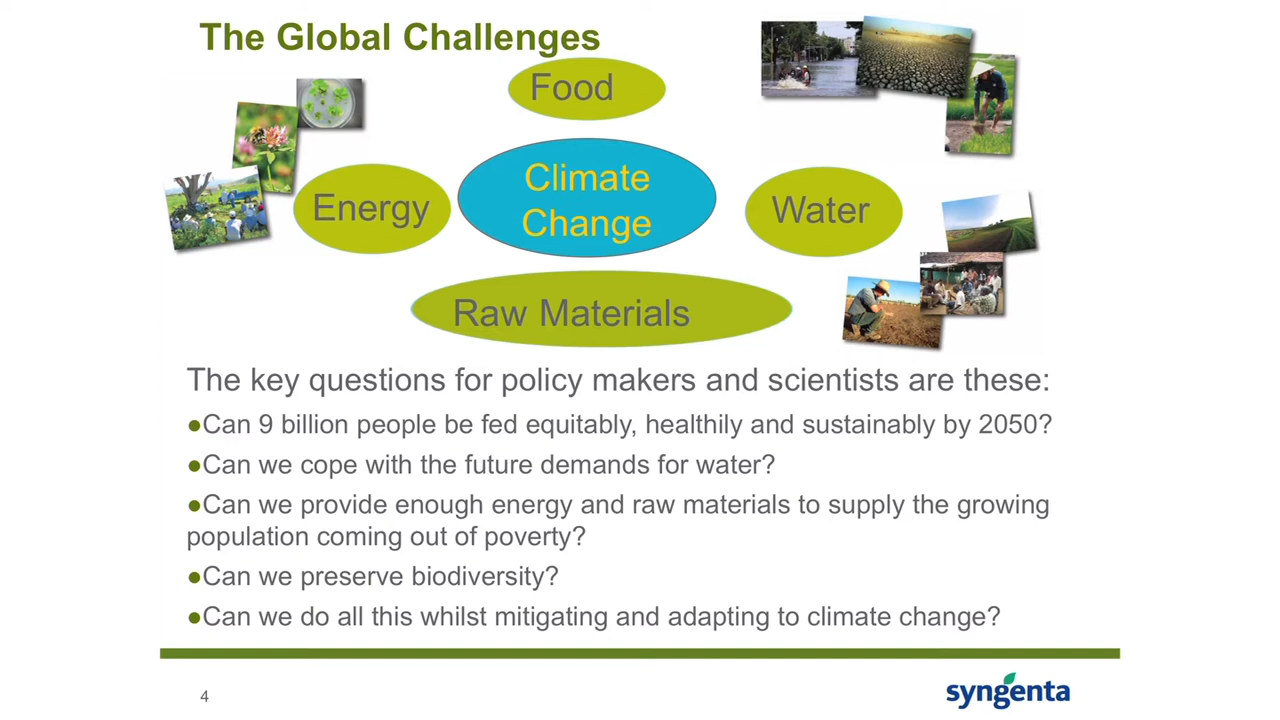 The Global Challenges
Food
Climate
Change
Energy
Water
Raw Materials
The key questions for policy makers and scientists are these:
●Can 9 billion people be fed equitably, healthily and sustainably by 2050?
●Can we cope with the future demands for water?
●Can we provide enough energy and raw materials to supply the growing
population coming out of poverty?
●Can we preserve biodiversity?
●Can we do all this whilst mitigating and adapting to climate change?
4
syngenta